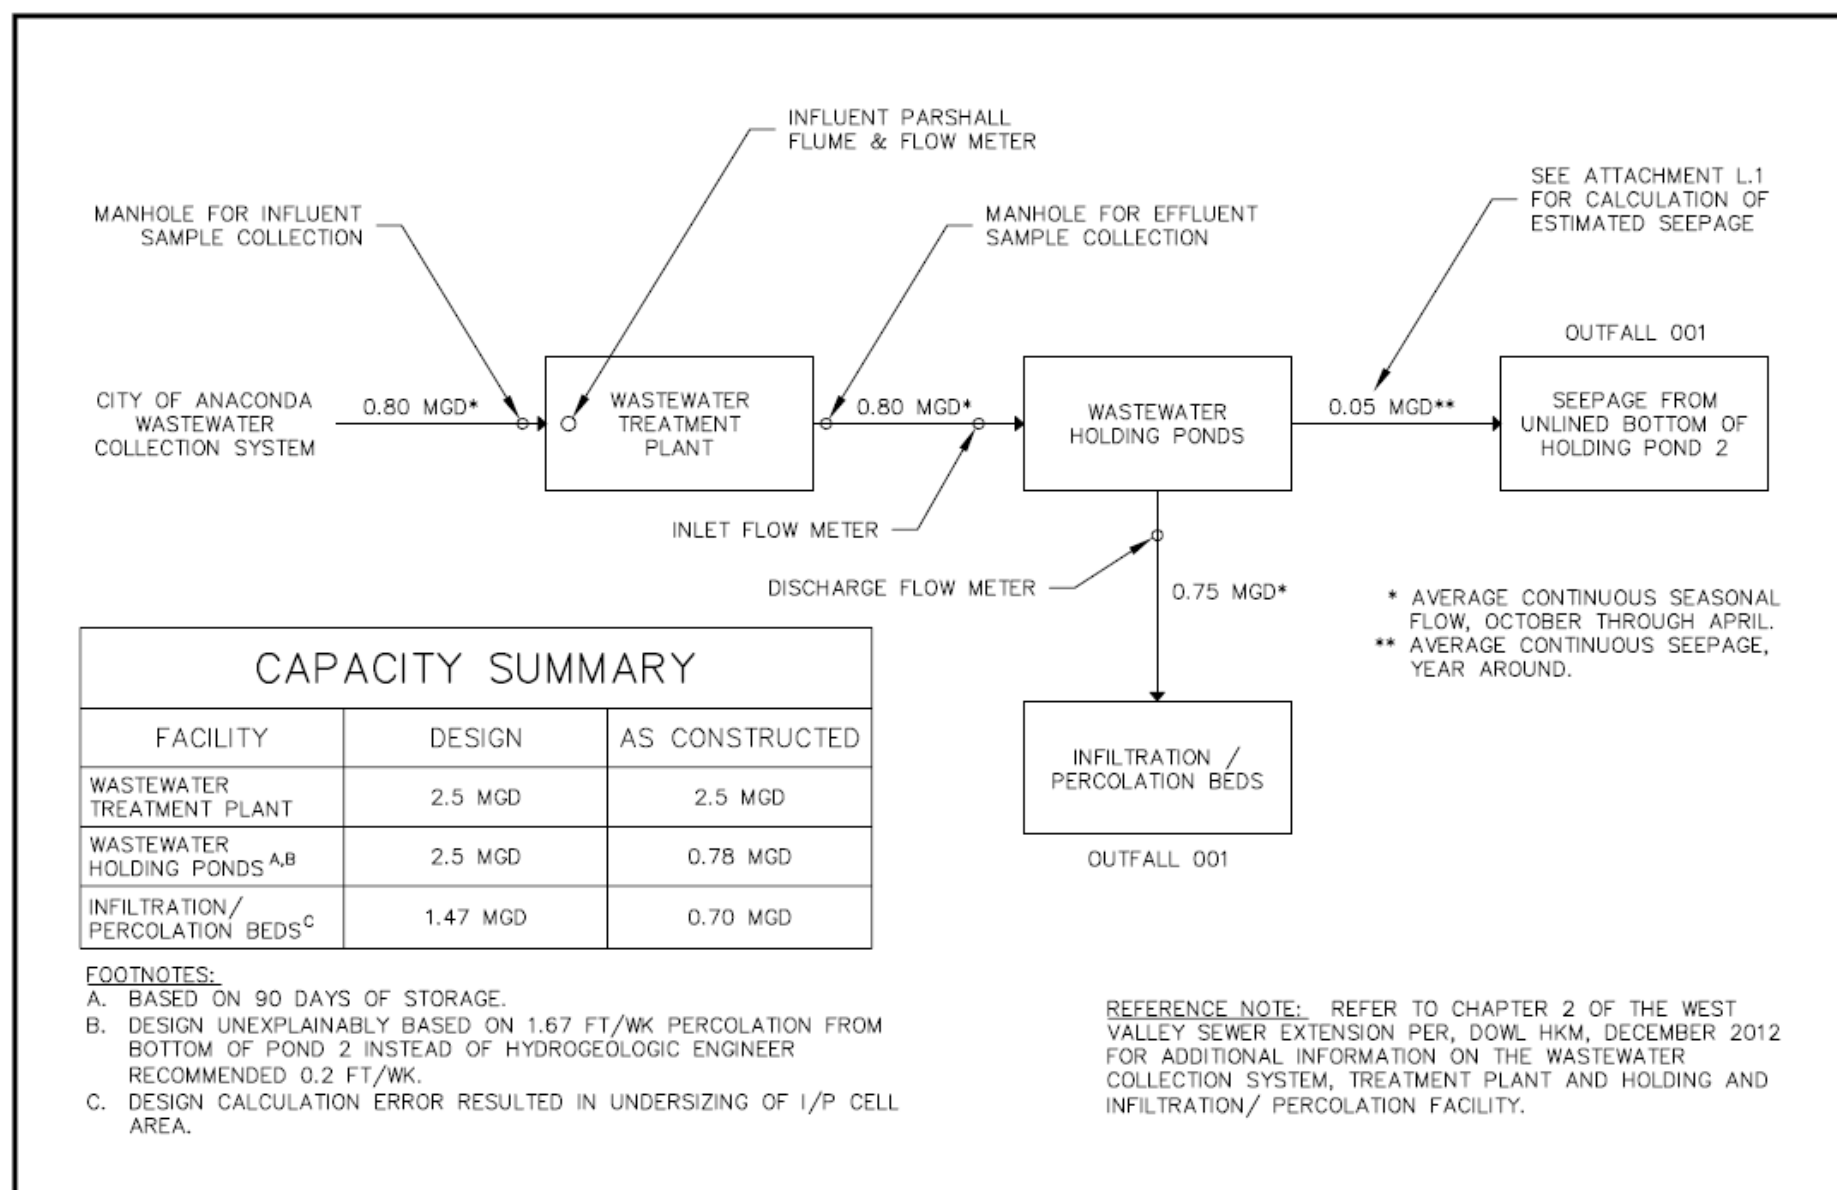 INFLUENT PARSHALL
FLUME & FLOW METER
MANHOLE FOR INFLUENT
SAMPLE COLLECTION
MANHOLE FOR EFFLUENT
SAMPLE COLLECTION
SEE ATTACHMENT L.1
FOR CALCULATION OF
ESTIMATED SEEPAGE
CITY OF ANACONDA
WASTEWATER
COLLECTION SYSTEM
0.80 MGD*
WASTEWATER
TREATMENT
PLANT
0.80 MGD*
WASTEWATER
HOLDING PONDS
0.05 MGD**
OUTFALL 001
SEEPAGE FROM
UNLINED BOTTOM OF
HOLDING POND 2
INLET FLOW METER
DISCHARGE FLOW METER
0.75 MGD*
* AVERAGE CONTINUOUS SEASONAL
FLOW, OCTOBER THROUGH APRIL.
** AVERAGE CONTINUOUS SEEPAGE,
YEAR AROUND.
INFILTRATION /
PERCOLATION BEDS
OUTFALL 001
CAPACITY SUMMARY
FACILITY DESIGN AS CONSTRUCTED
WASTEWATER
TREATMENT PLANT 2.5 MGD 2.5 MGD
WASTEWATER
HOLDING PONDS A,B 2.5 MGD 0.78 MGD
INFILTRATION/
PERCOLATION BEDS C 1.47 MGD 0.70 MGD
FOOTNOTES:
A. BASED ON 90 DAYS OF STORAGE.
B. DESIGN UNEXPLAINABLY BASED ON 1.67 FT/WK PERCOLATION FROM
BOTTOM OF POND 2 INSTEAD OF HYDROGEOLOGIC ENGINEER
RECOMMENDED 0.2 FT/WK.
C. DESIGN CALCULATION ERROR RESULTED IN UNDERSIZING OF I/P CELL
AREA.
REFERENCE NOTE: REFER TO CHAPTER 2 OF THE WEST
VALLEY SEWER EXTENSION PER, DOWL HKM, DECEMBER 2012
FOR ADDITIONAL INFORMATION ON THE WASTEWATER
COLLECTION SYSTEM, TREATMENT PLANT AND HOLDING AND
INFILTRATION/ PERCOLATION FACILITY.